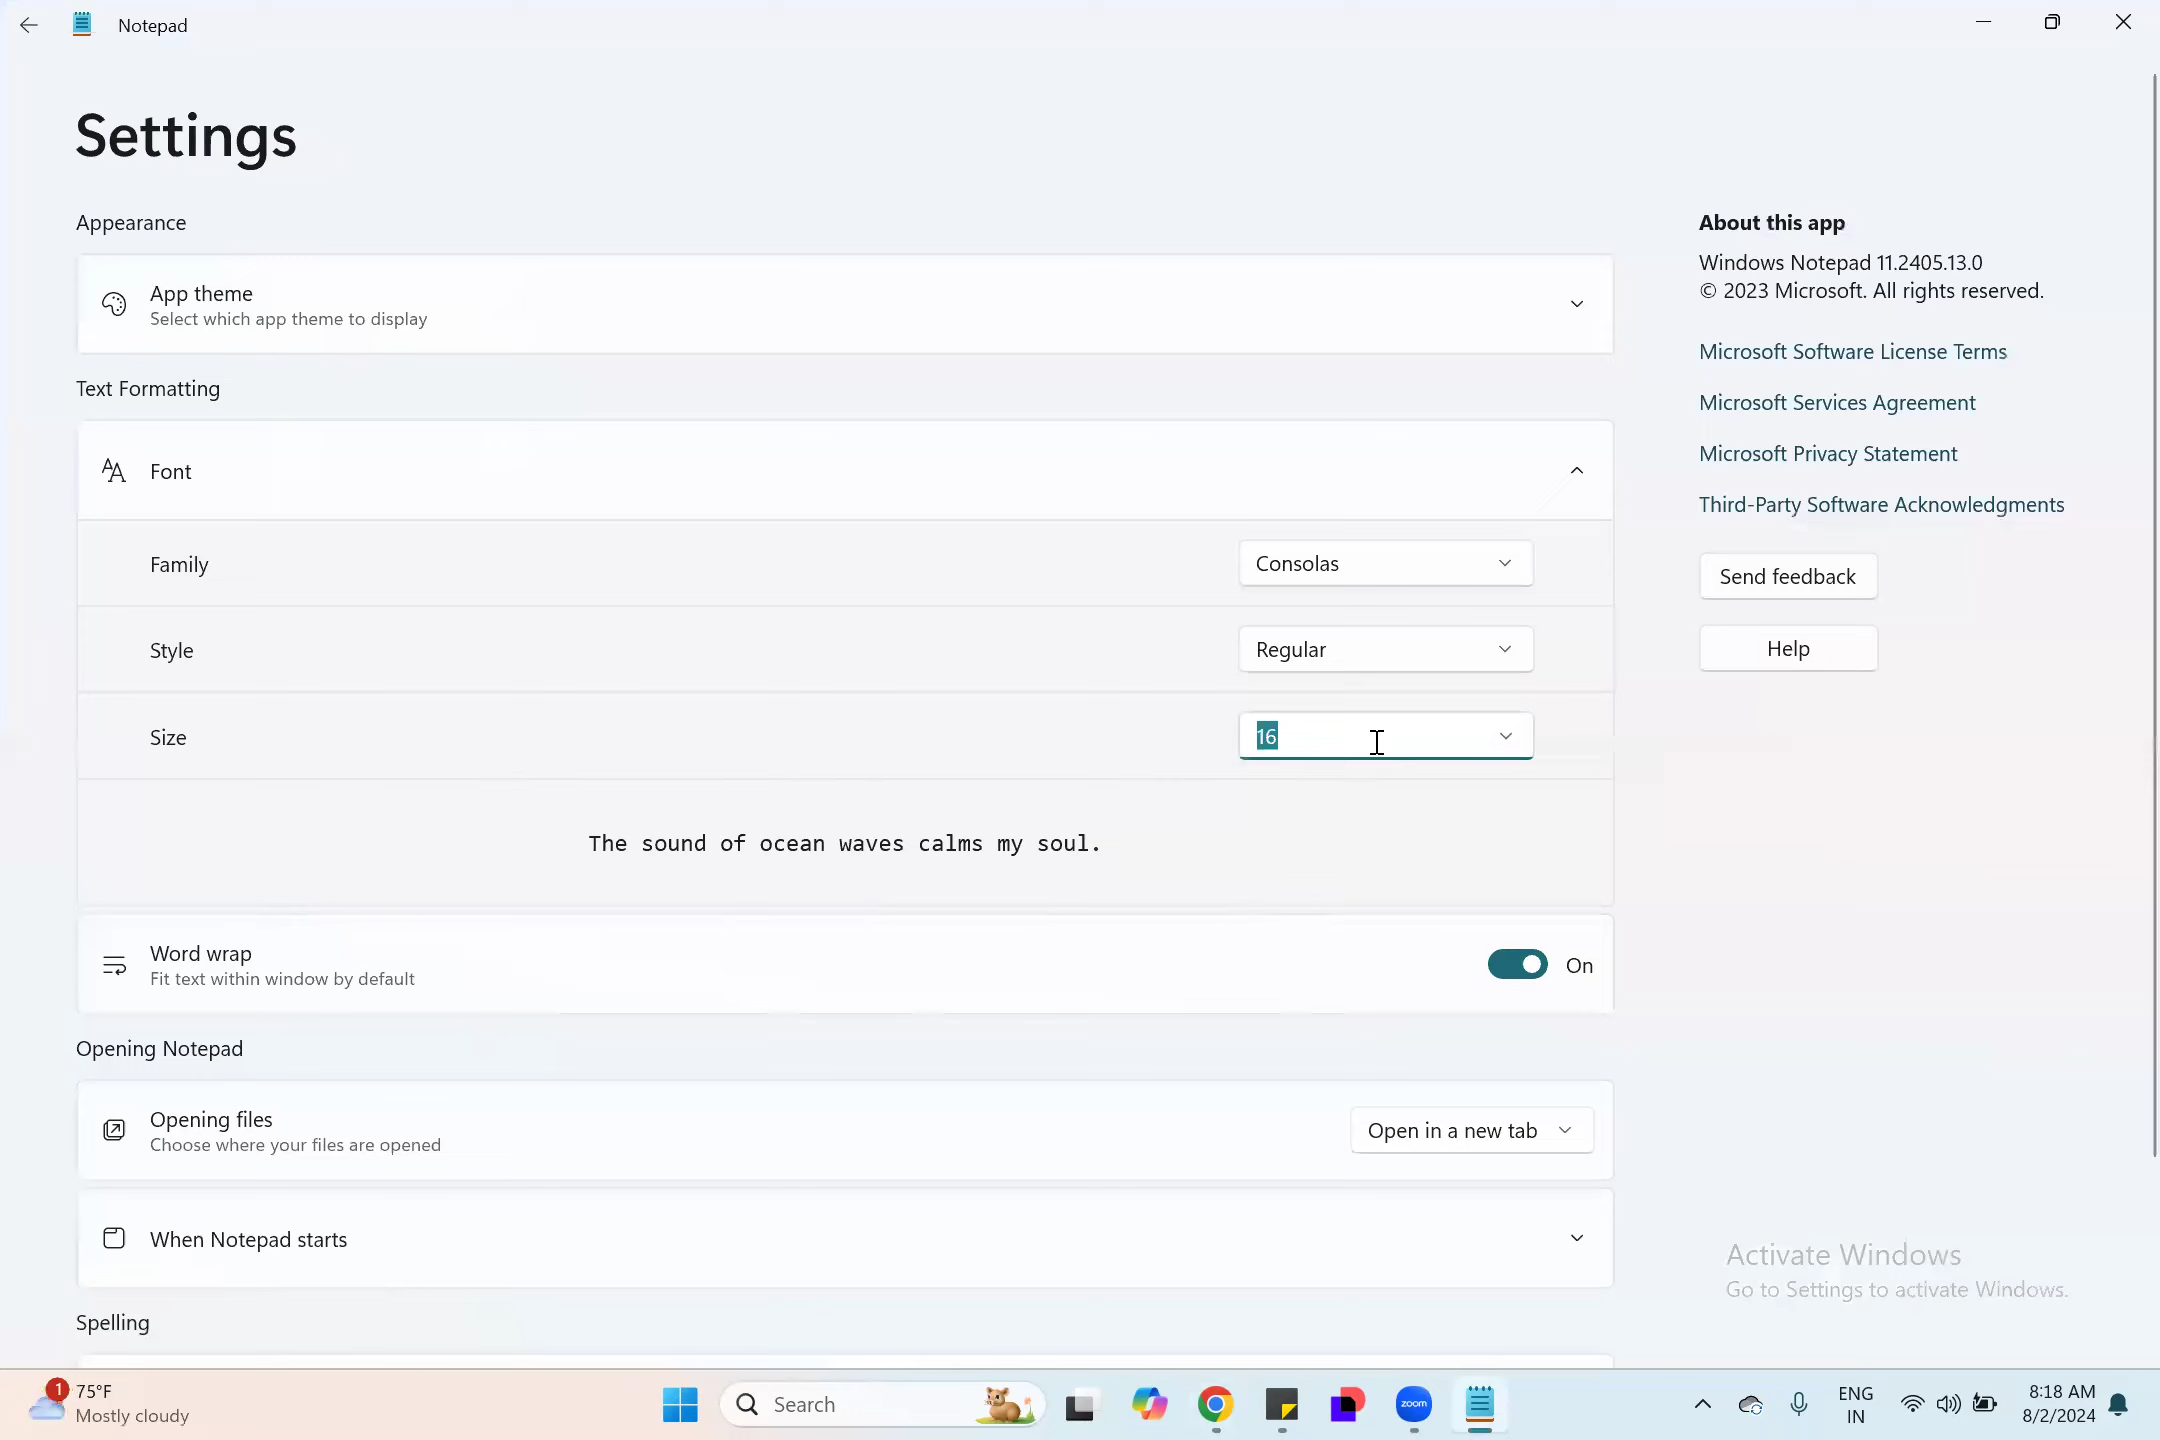 Notepad
Settings
Appearance
App theme
Select which app theme to display
Text Formatting
Font
Family
Consolas
Style
Regular
Size
16
The sound of ocean waves calms my soul.
Word wrap
Fit text within window by default
On
Opening Notepad
Opening files
Choose where your files are opened
Open in a new tab
When Notepad starts
Spelling
About this app
Windows Notepad 11.2405.13.0
© 2023 Microsoft. All rights reserved.
Microsoft Software License Terms
Microsoft Services Agreement
Microsoft Privacy Statement
Third-Party Software Acknowledgments
Send feedback
Help
Activate Windows
Go to Settings to activate Windows.
1
75°F
Mostly cloudy
Search
zoom
ENG
IN
8:18 AM
8/2/2024